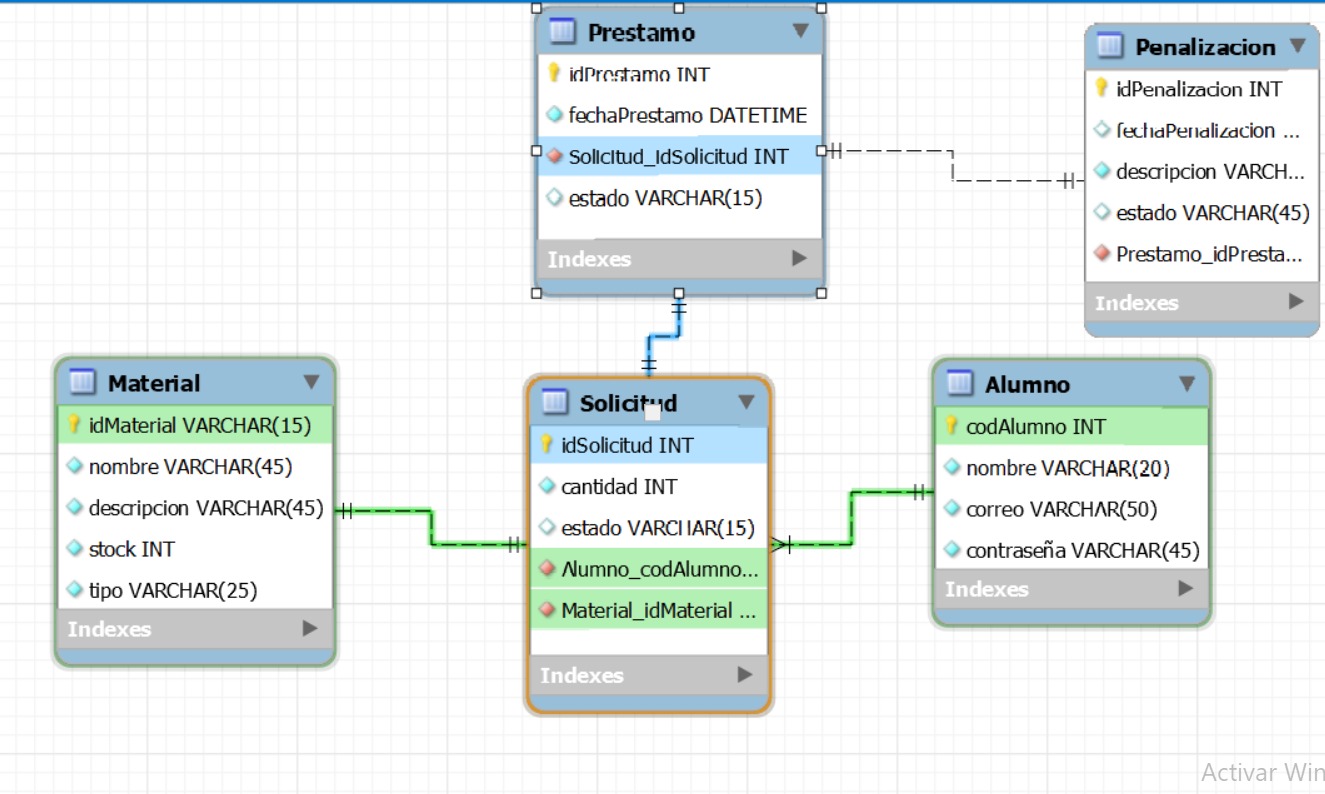 Prestamo
idPrestamo INT
fechaPrestamo DATETIME
Solicitud_idSolicitud INT
estado VARCHAR(15)
Indexes
Penalizacion
idPenalizacion INT
fechaPenalizacion ...
descripcion VARCH...
estado VARCHAR(45)
Prestamo_idPresta...
Indexes
Material
idMaterial VARCHAR(15)
nombre VARCHAR(45)
descripcion VARCHAR(45)
stock INT
tipo VARCHAR(25)
Indexes
Solicitud
idSolicitud INT
cantidad INT
estado VARCHAR(15)
Alumno_codAlumno...
Material_idMaterial ...
Indexes
Alumno
codAlumno INT
nombre VARCHAR(20)
correo VARCHAR(50)
contraseña VARCHAR(45)
Indexes
Activar Win